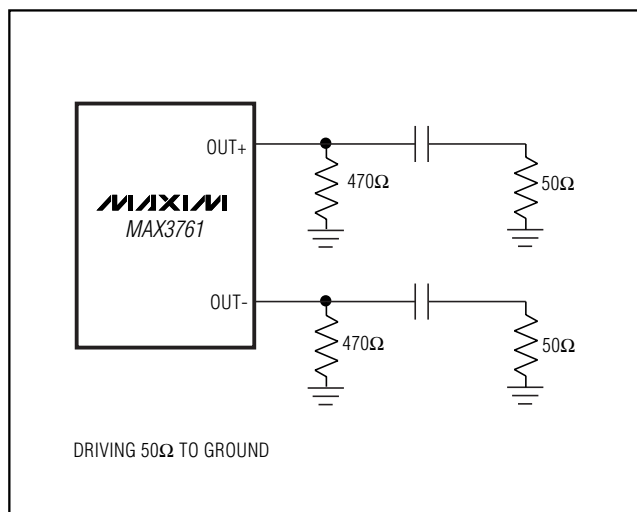 OUT+
470Ω
50Ω
MAXIM
MAX3761
OUT-
470Ω
50Ω
DRIVING 50Ω TO GROUND